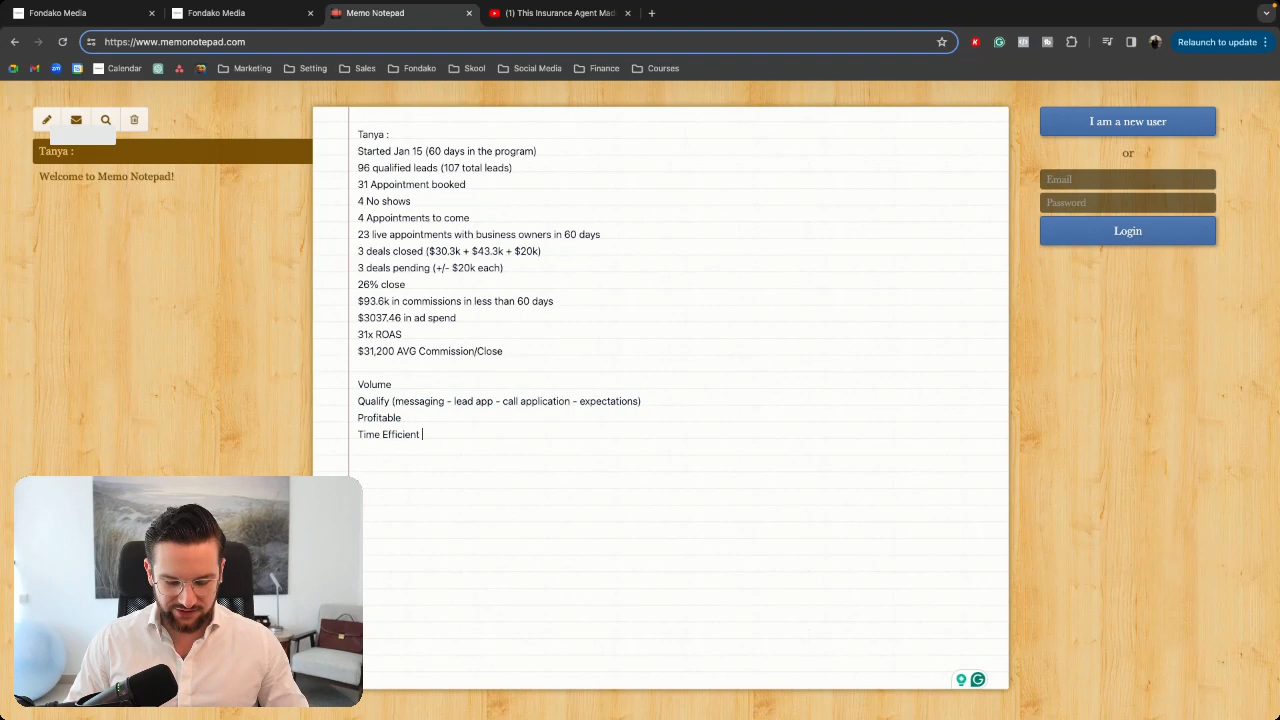 Fondako Media
Fondako Media
Memo Notepad
(1) This Insurance Agent Mad
https://www.memonotepad.com
Relaunch to update
Calendar
Marketing
Setting
Sales
Fondako
Skool
Social Media
Finance
Courses
Tanya :
Welcome to Memo Notepad!
Tanya :
Started Jan 15 (60 days in the program)
96 qualified leads (107 total leads)
31 Appointment booked
4 No shows
4 Appointments to come
23 live appointments with business owners in 60 days
3 deals closed ($30.3k + $43.3k + $20k)
3 deals pending (+/- $20k each)
26% close
$93.6k in commissions in less than 60 days
$3037.46 in ad spend
31x ROAS
$31,200 AVG Commission/Close
Volume
Qualify (messaging - lead app - call application - expectations)
Profitable
Time Efficient
I am a new user
or
Email
Password
Login